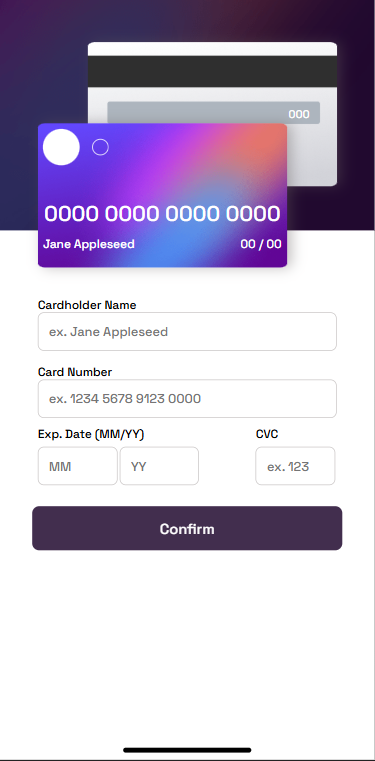 000
0000 0000 0000 0000
Jane Appleseed 00 / 00
Cardholder Name
ex. Jane Appleseed
Card Number
ex. 1234 5678 9123 0000
Exp. Date (MM/YY) CVC
MM YY ex. 123
Confirm